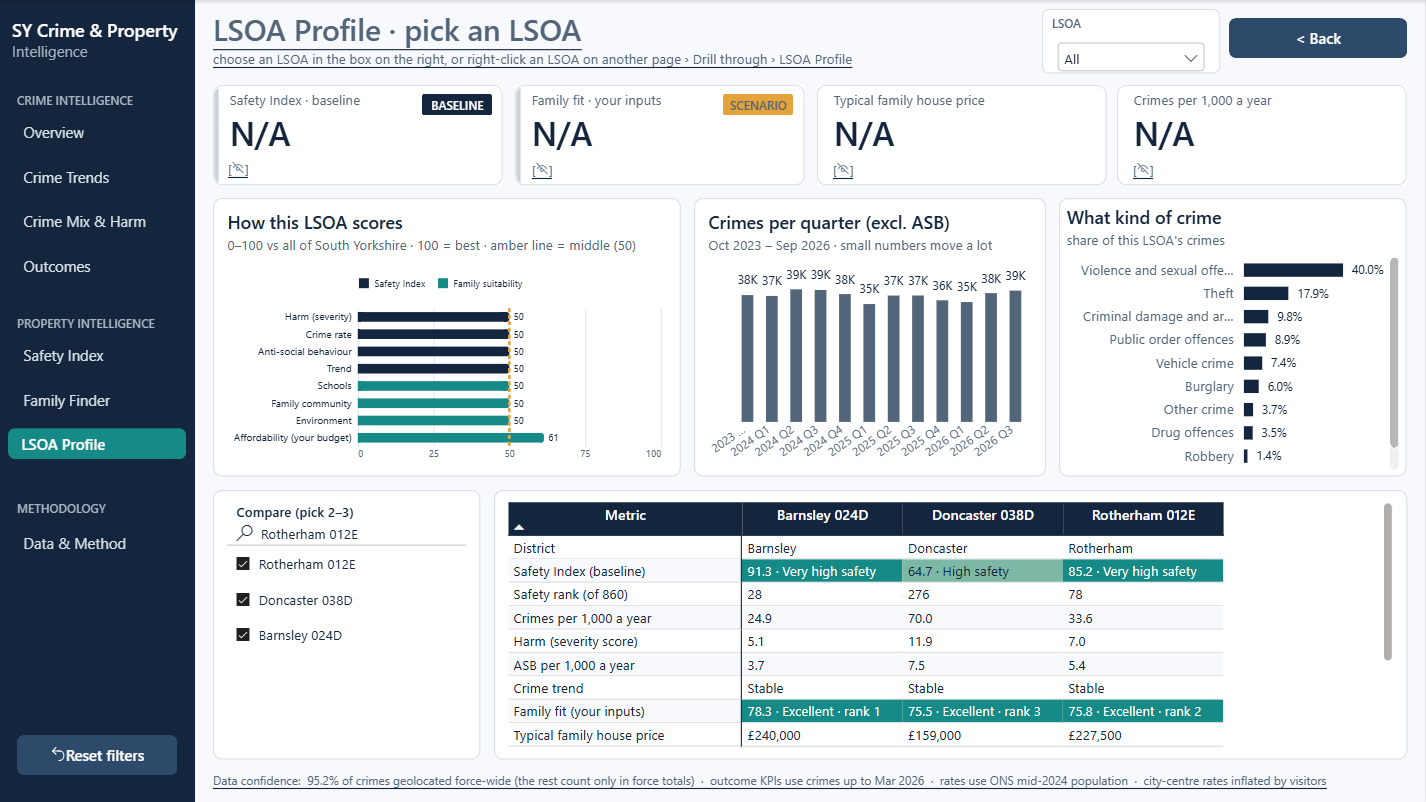 SY Crime & Property
Intelligence
CRIME INTELLIGENCE
Overview
Crime Trends
Crime Mix & Harm
Outcomes
PROPERTY INTELLIGENCE
Safety Index
Family Finder
LSOA Profile
METHODOLOGY
Data & Method
Reset filters
LSOA Profile · pick an LSOA
choose an LSOA in the box on the right, or right-click an LSOA on another page › Drill through › LSOA Profile
LSOA
All
< Back
Safety Index · baseline
BASELINE
N/A
Family fit · your inputs
SCENARIO
N/A
Typical family house price
N/A
Crimes per 1,000 a year
N/A
How this LSOA scores
0–100 vs all of South Yorkshire · 100 = best · amber line = middle (50)
Safety Index Family suitability
Harm (severity) 50
Crime rate 50
Anti-social behaviour 50
Trend 50
Schools 50
Family community 50
Environment 50
Affordability (your budget) 61
0 25 50 75 100
Crimes per quarter (excl. ASB)
Oct 2023 – Sep 2026 · small numbers move a lot
38K 37K 39K 39K 38K 35K 37K 37K 36K 35K 38K 39K
2023 ... 2024 Q1 2024 Q2 2024 Q3 2024 Q4 2025 Q1 2025 Q2 2025 Q3 2025 Q4 2026 Q1 2026 Q2 2026 Q3
What kind of crime
share of this LSOA's crimes
Violence and sexual offe... 40.0%
Theft 17.9%
Criminal damage and ar... 9.8%
Public order offences 8.9%
Vehicle crime 7.4%
Burglary 6.0%
Other crime 3.7%
Drug offences 3.5%
Robbery 1.4%
Compare (pick 2–3)
Rotherham 012E
Rotherham 012E
Doncaster 038D
Barnsley 024D
Metric Barnsley 024D Doncaster 038D Rotherham 012E
District Barnsley Doncaster Rotherham
Safety Index (baseline) 91.3 · Very high safety 64.7 · High safety 85.2 · Very high safety
Safety rank (of 860) 28 276 78
Crimes per 1,000 a year 24.9 70.0 33.6
Harm (severity score) 5.1 11.9 7.0
ASB per 1,000 a year 3.7 7.5 5.4
Crime trend Stable Stable Stable
Family fit (your inputs) 78.3 · Excellent · rank 1 75.5 · Excellent · rank 3 75.8 · Excellent · rank 2
Typical family house price £240,000 £159,000 £227,500
Data confidence: 95.2% of crimes geolocated force-wide (the rest count only in force totals) · outcome KPIs use crimes up to Mar 2026 · rates use ONS mid-2024 population · city-centre rates inflated by visitors